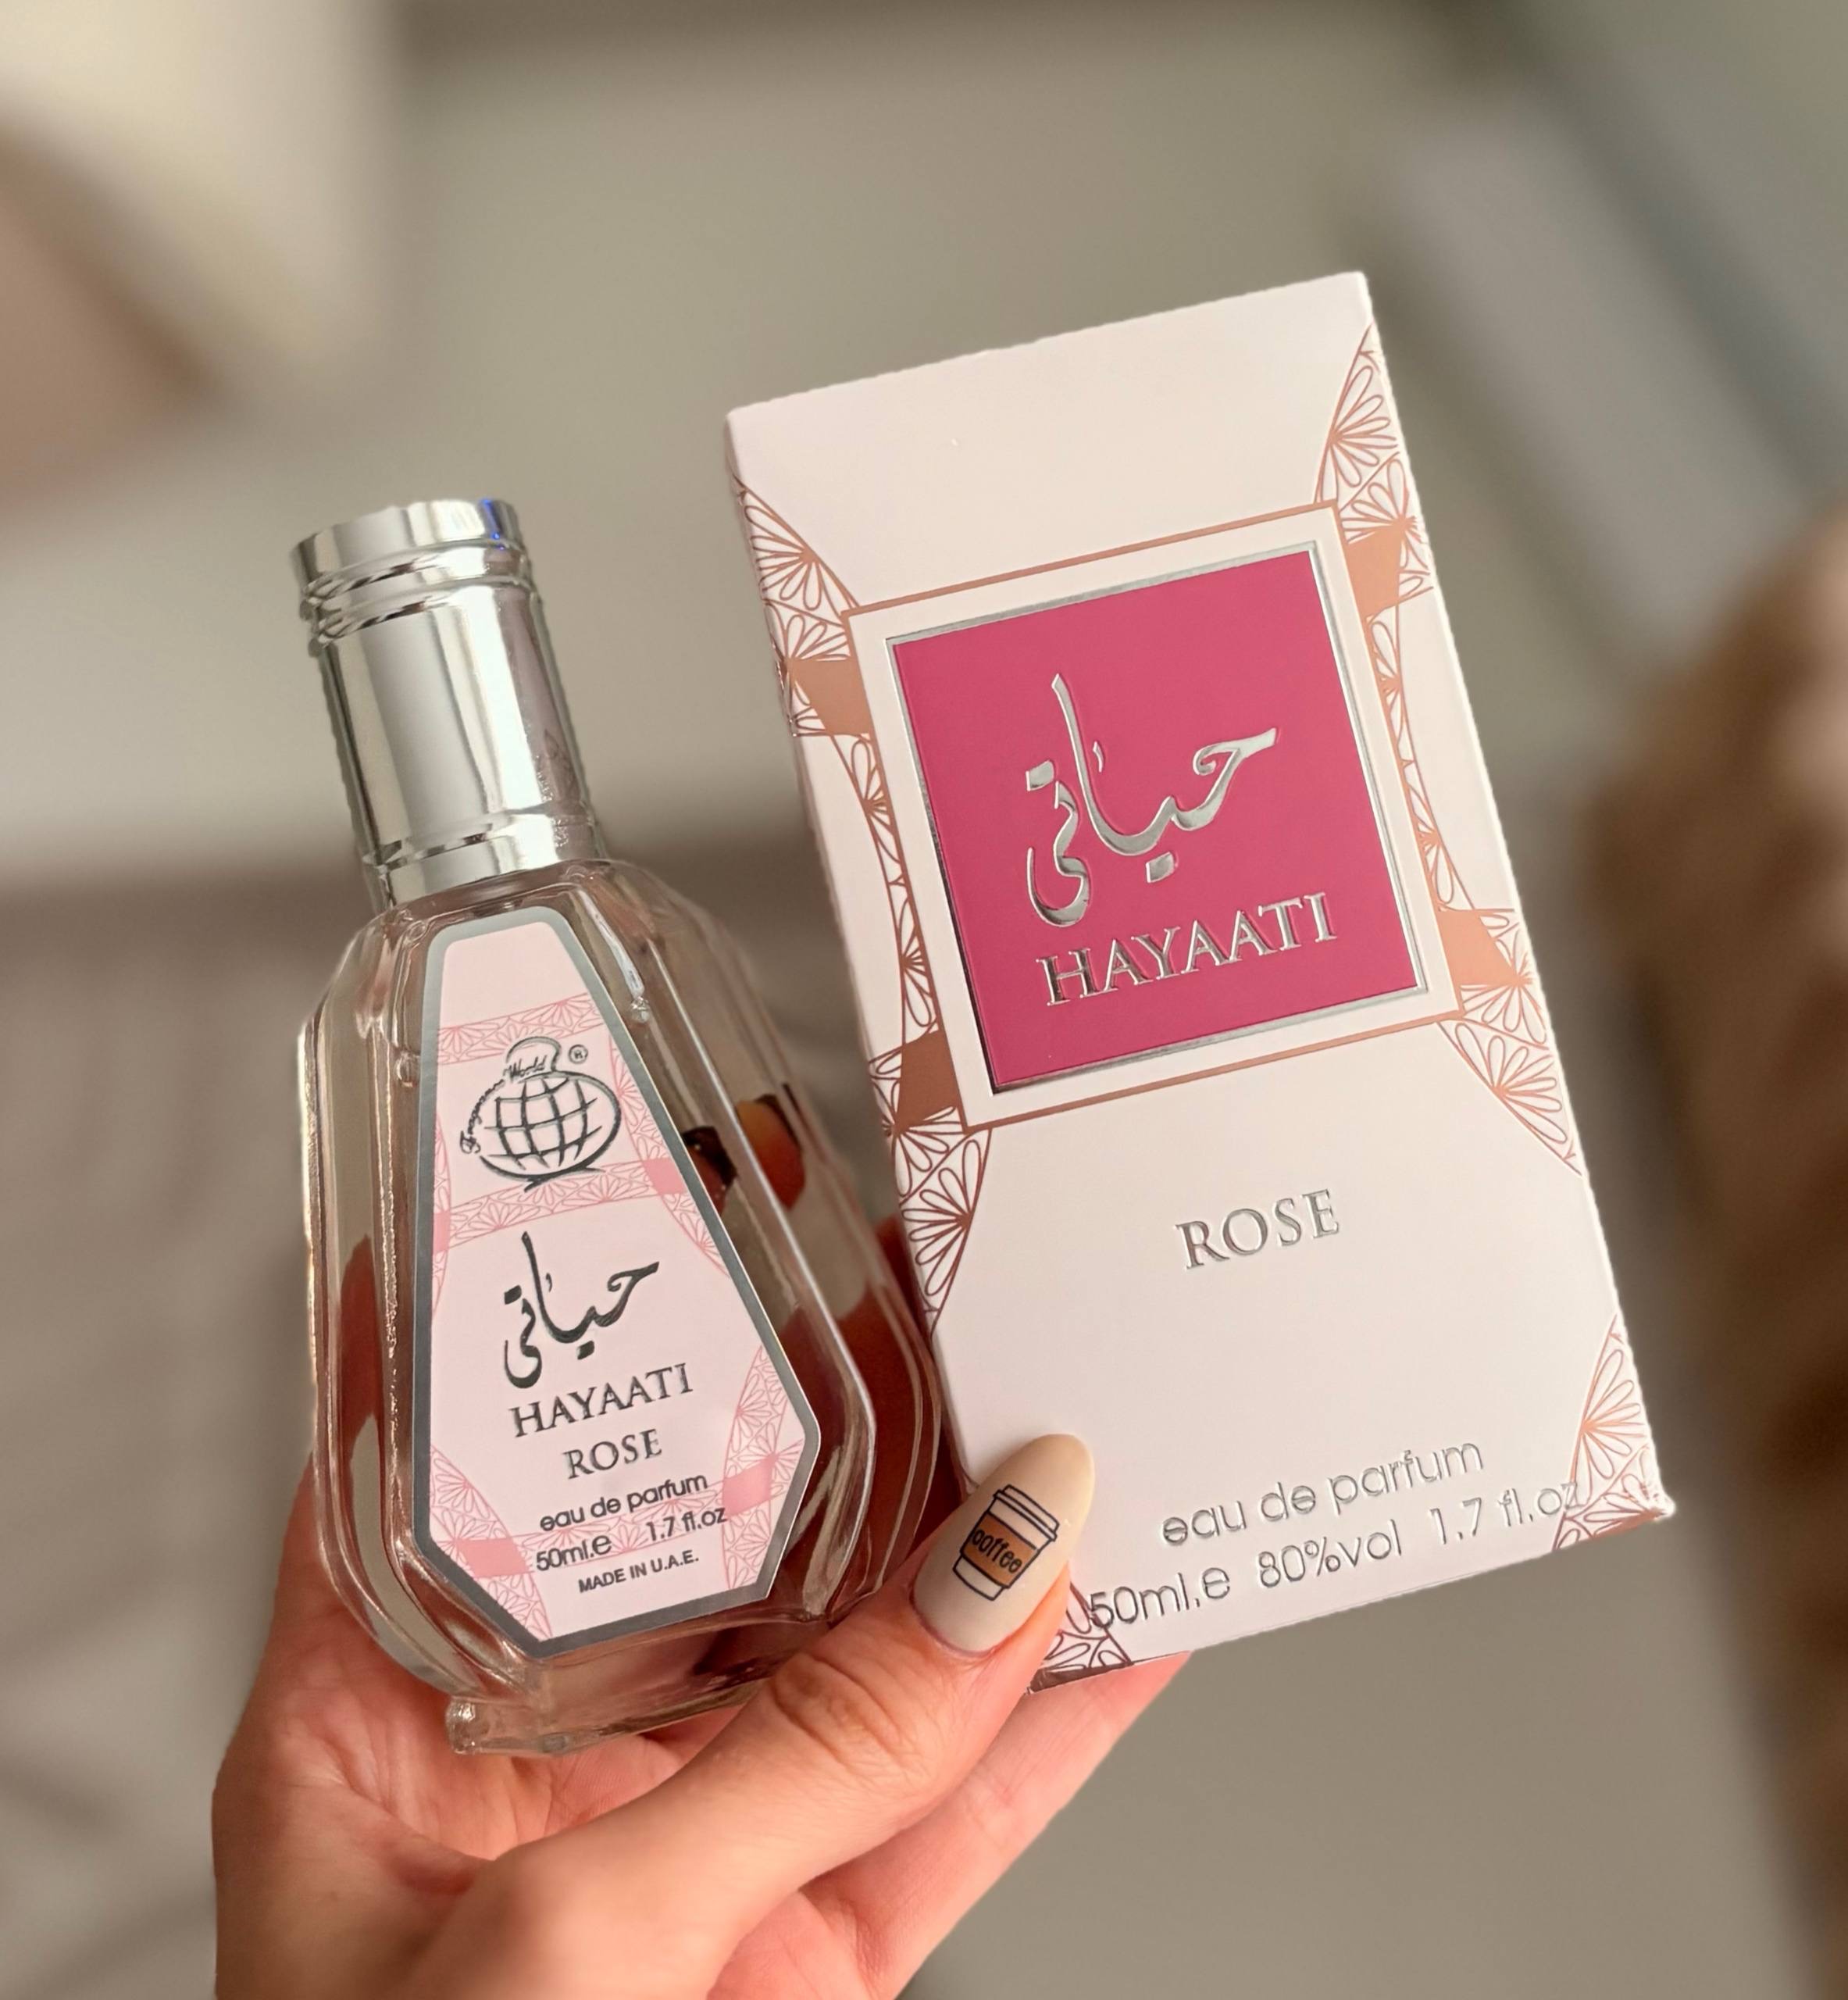 Fragrance World ®
حياتي
HAYAATI
ROSE
eau de parfum
50ml.e 1.7 fl.oz
MADE IN U.A.E.
حياتي
HAYAATI
ROSE
eau de parfum
50ml.e 80%vol 1.7 fl.oz
coffee